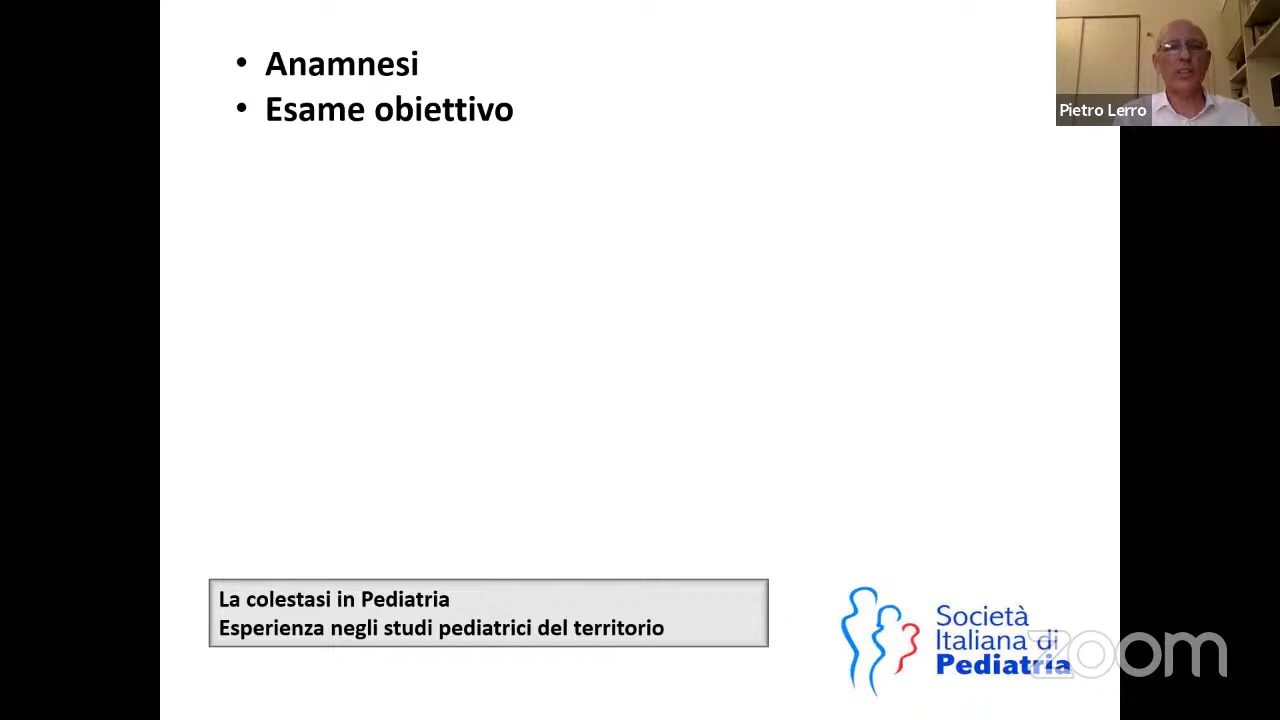 • Anamnesi
• Esame obiettivo
Pietro Lerro
La colestasi in Pediatria
Esperienza negli studi pediatrici del territorio
Società
Italiana di
Pediatria
zoom